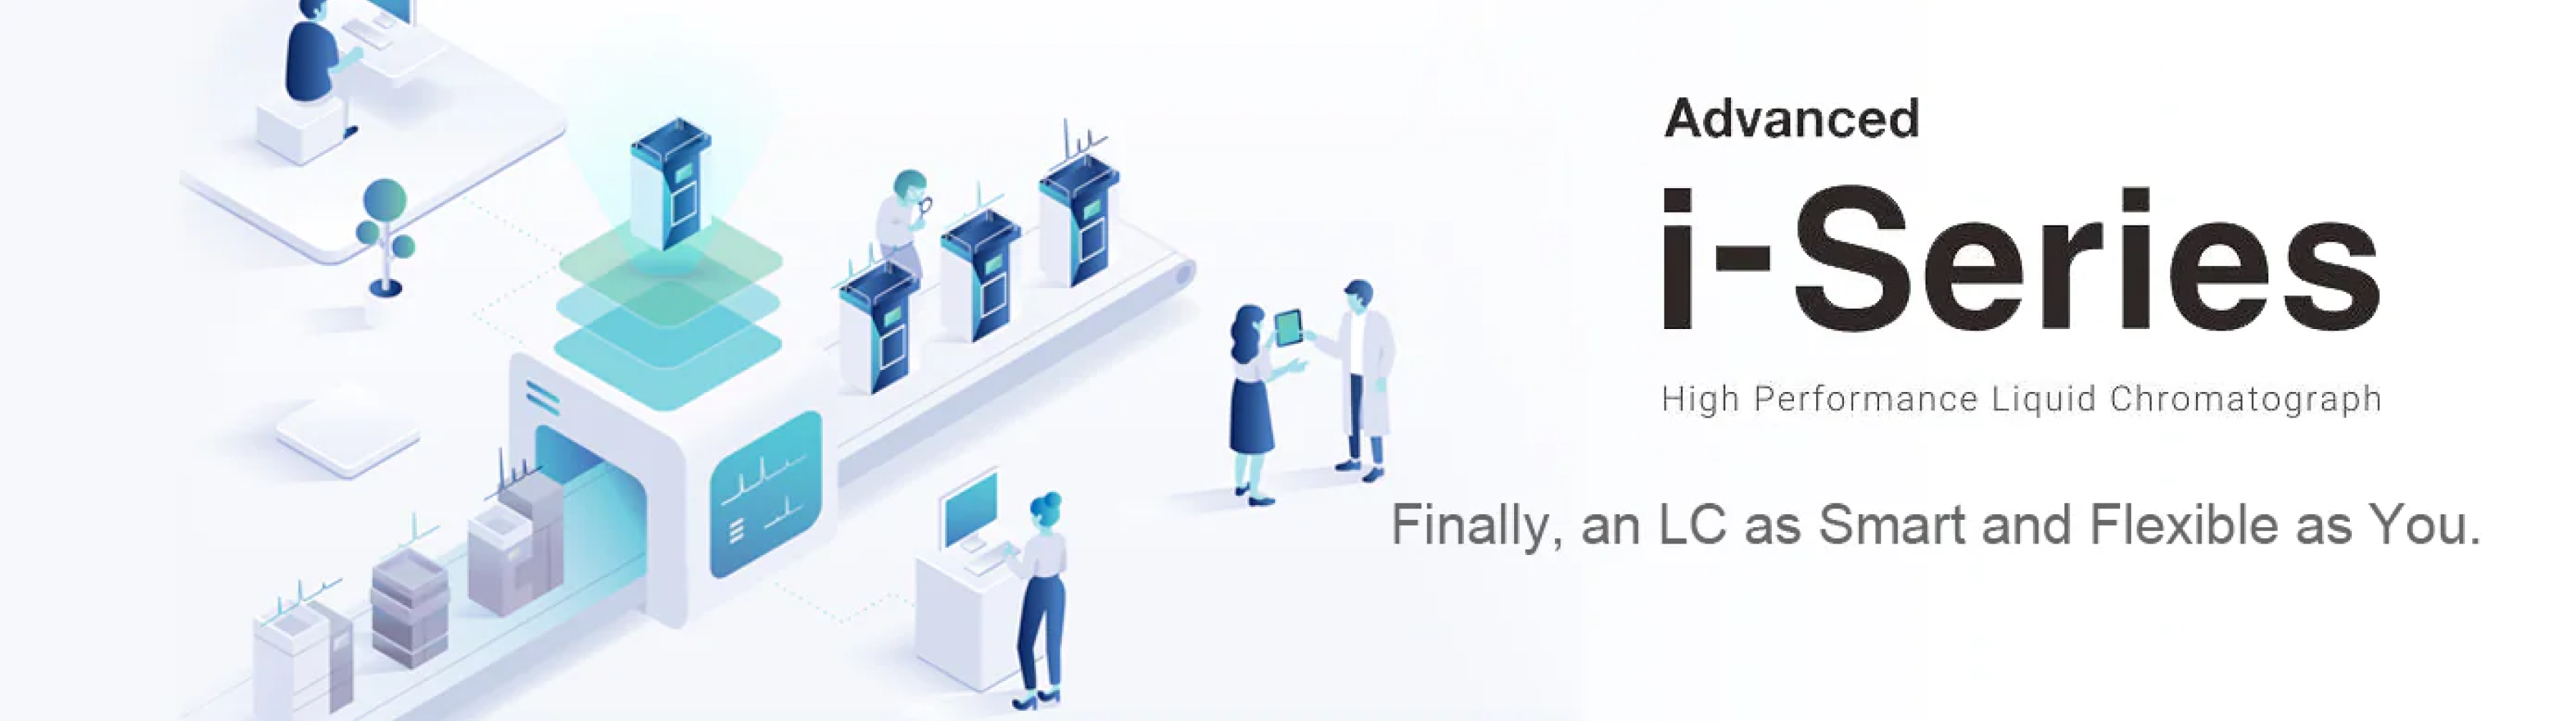 Advanced
i-Series
High Performance Liquid Chromatograph
Finally, an LC as Smart and Flexible as You.